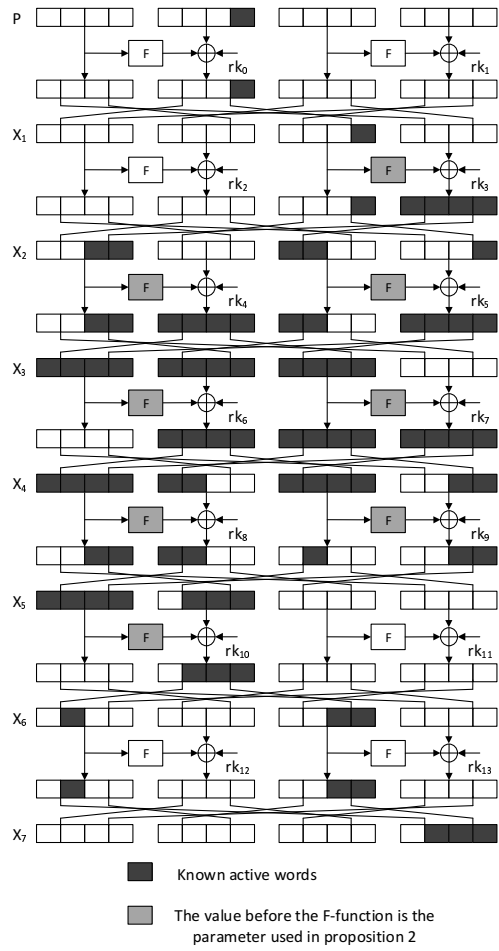 P
F F
rk₀ rk₁
X₁
F F
rk₂ rk₃
X₂
F F
rk₄ rk₅
X₃
F F
rk₆ rk₇
X₄
F F
rk₈ rk₉
X₅
F F
rk₁₀ rk₁₁
X₆
F F
rk₁₂ rk₁₃
X₇
Known active words
The value before the F-function is the
parameter used in proposition 2